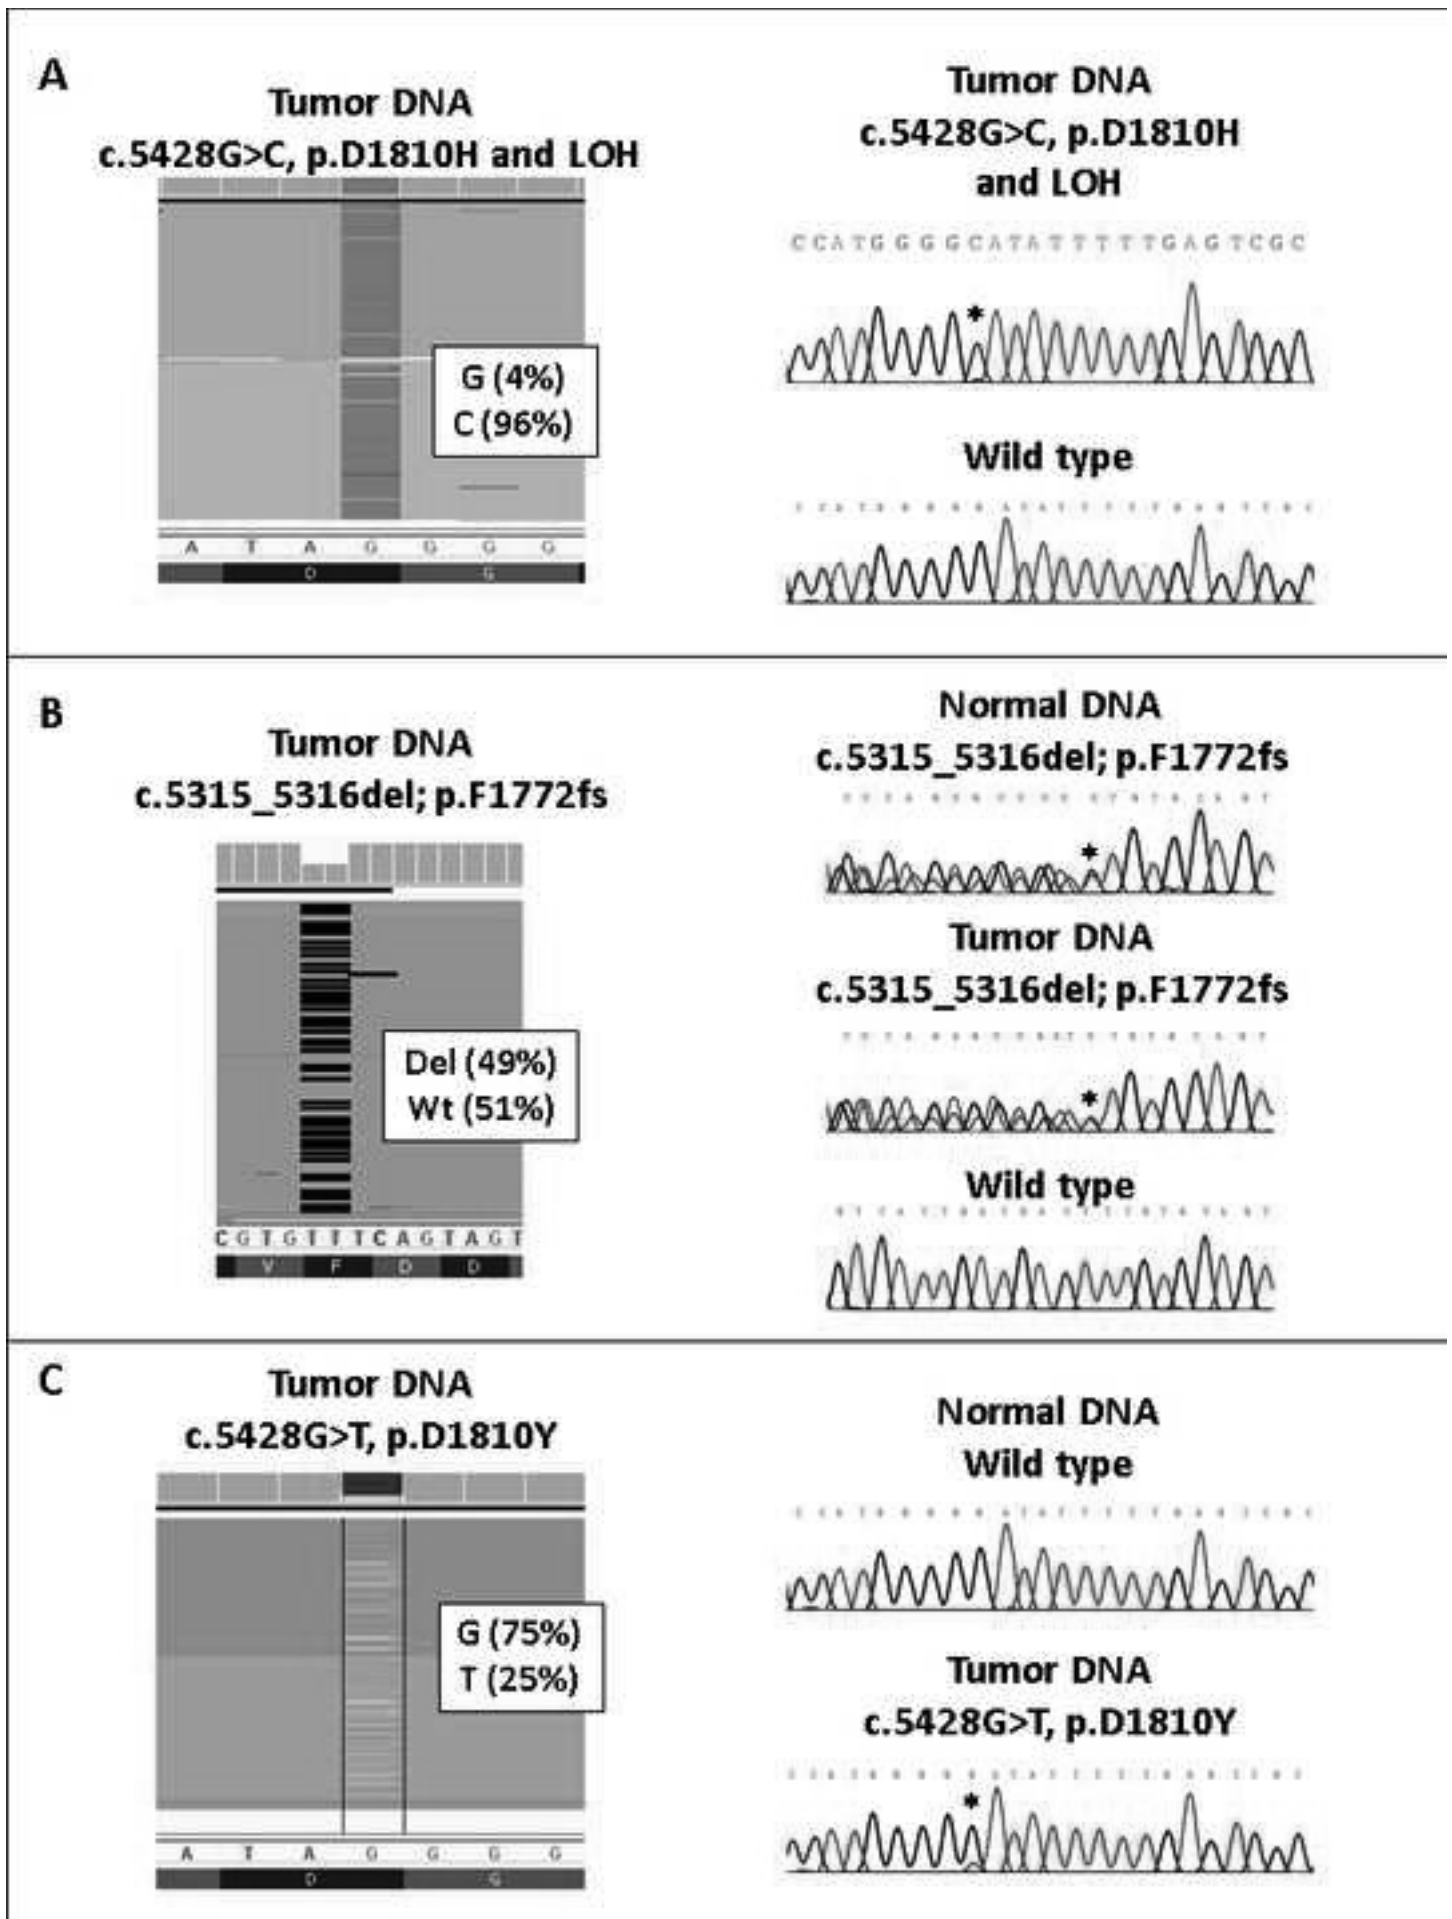 A
Tumor DNA
c.5428G>C, p.D1810H and LOH
G (4%)
C (96%)
A T A G G G G
D G
Tumor DNA
c.5428G>C, p.D1810H
and LOH
C C A T G G G G C A T A T T T T T G A G T C G C
*
Wild type
B
Tumor DNA
c.5315_5316del; p.F1772fs
Del (49%)
Wt (51%)
C G T G T T T C A G T A G T
V F D D
Normal DNA
c.5315_5316del; p.F1772fs
*
Tumor DNA
c.5315_5316del; p.F1772fs
*
Wild type
C
Tumor DNA
c.5428G>T, p.D1810Y
G (75%)
T (25%)
A T A G G G G
D G
Normal DNA
Wild type
Tumor DNA
c.5428G>T, p.D1810Y
*